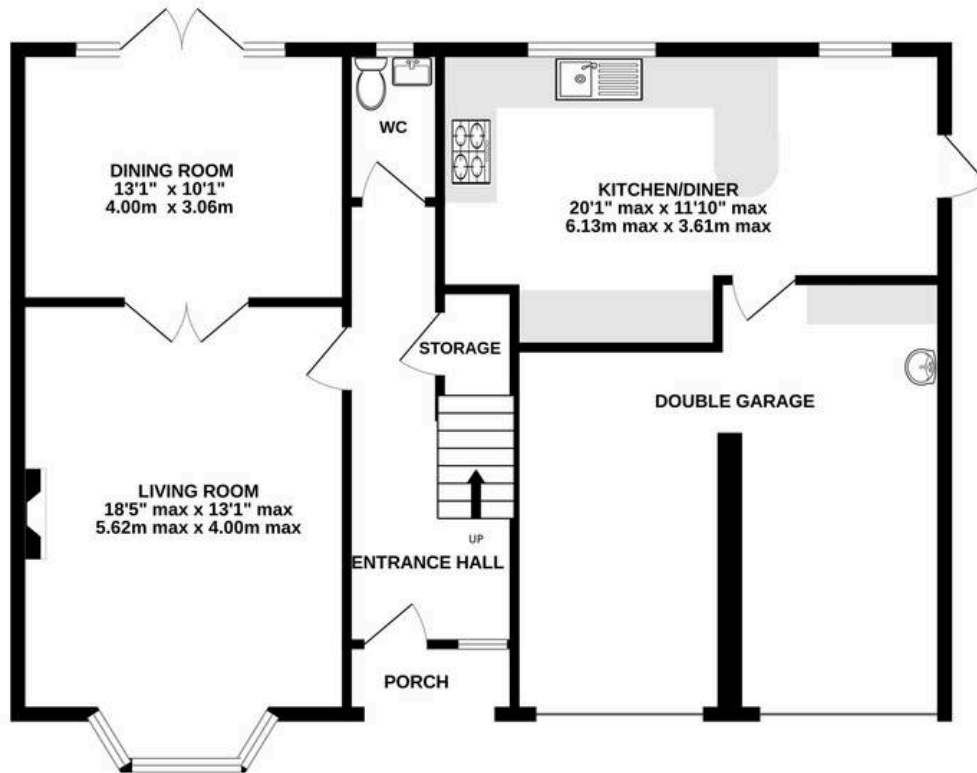 DINING ROOM
13'1" x 10'1"
4.00m x 3.06m
WC
KITCHEN/DINER
20'1" max x 11'10" max
6.13m max x 3.61m max
STORAGE
DOUBLE GARAGE
LIVING ROOM
18'5" max x 13'1" max
5.62m max x 4.00m max
UP
ENTRANCE HALL
PORCH